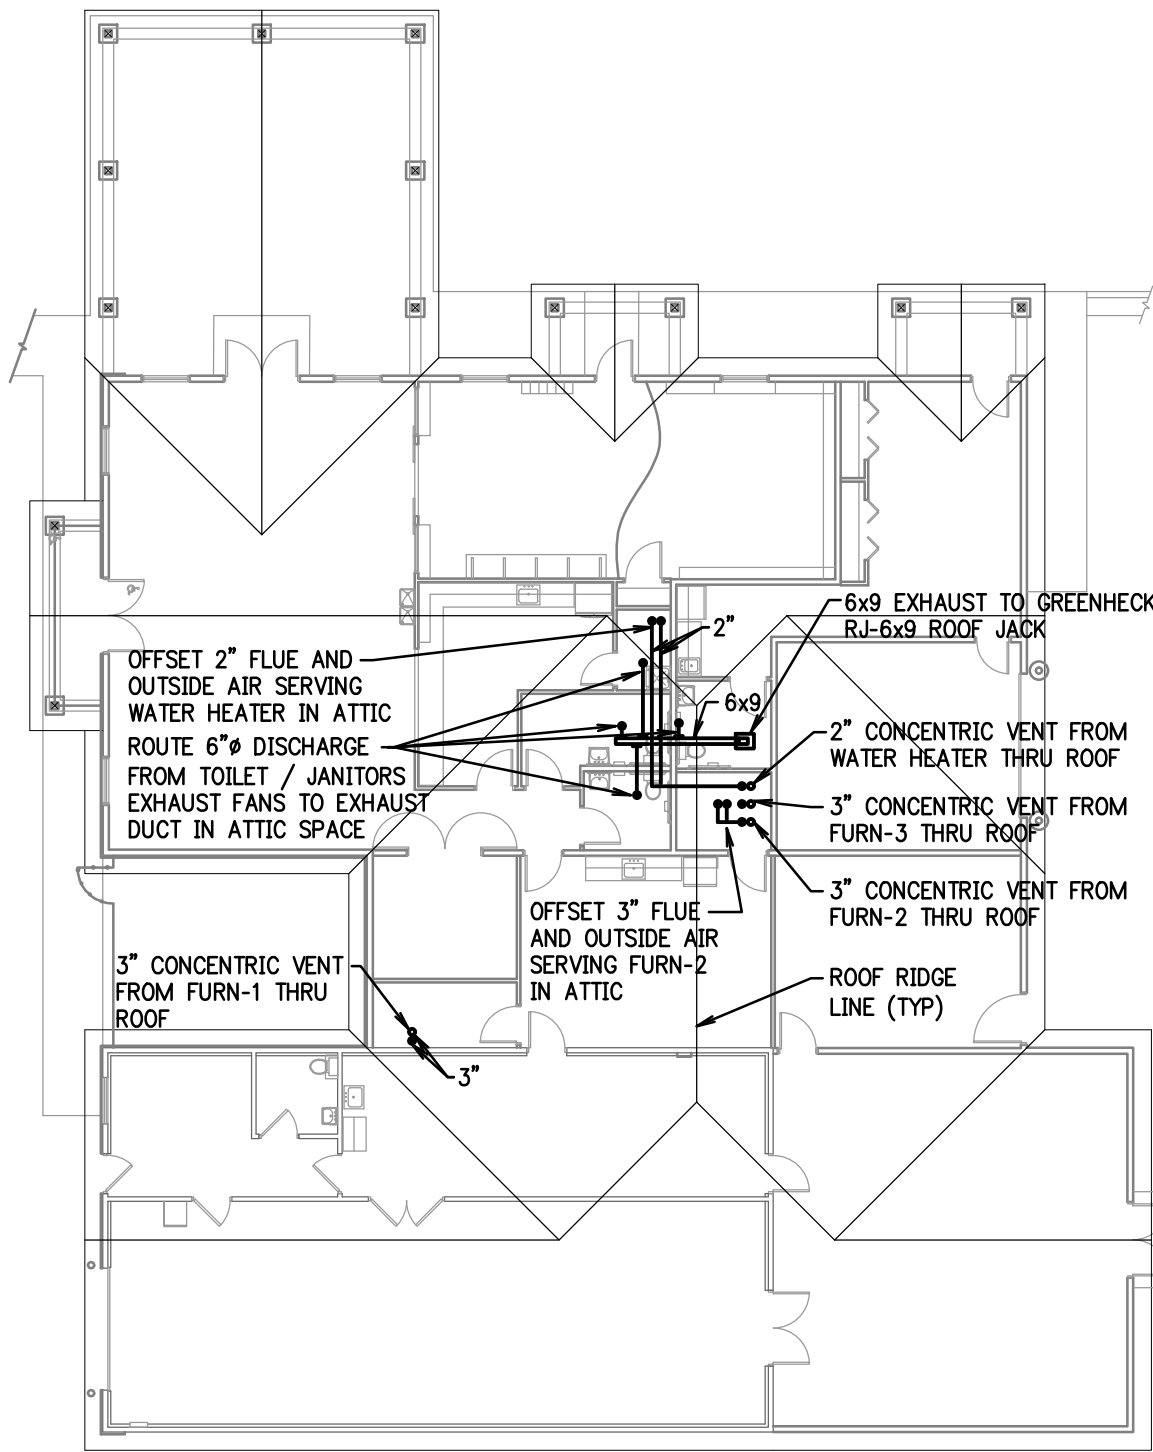 6x9 EXHAUST TO GREENHECK
RJ-6x9 ROOF JACK
2"
OFFSET 2" FLUE AND
OUTSIDE AIR SERVING
WATER HEATER IN ATTIC
6x9
ROUTE 6"ø DISCHARGE
FROM TOILET / JANITORS
EXHAUST FANS TO EXHAUST
DUCT IN ATTIC SPACE
2" CONCENTRIC VENT FROM
WATER HEATER THRU ROOF
3" CONCENTRIC VENT FROM
FURN-3 THRU ROOF
3" CONCENTRIC VENT FROM
FURN-2 THRU ROOF
OFFSET 3" FLUE
AND OUTSIDE AIR
SERVING FURN-2
IN ATTIC
3" CONCENTRIC VENT
FROM FURN-1 THRU
ROOF
ROOF RIDGE
LINE (TYP)
3"